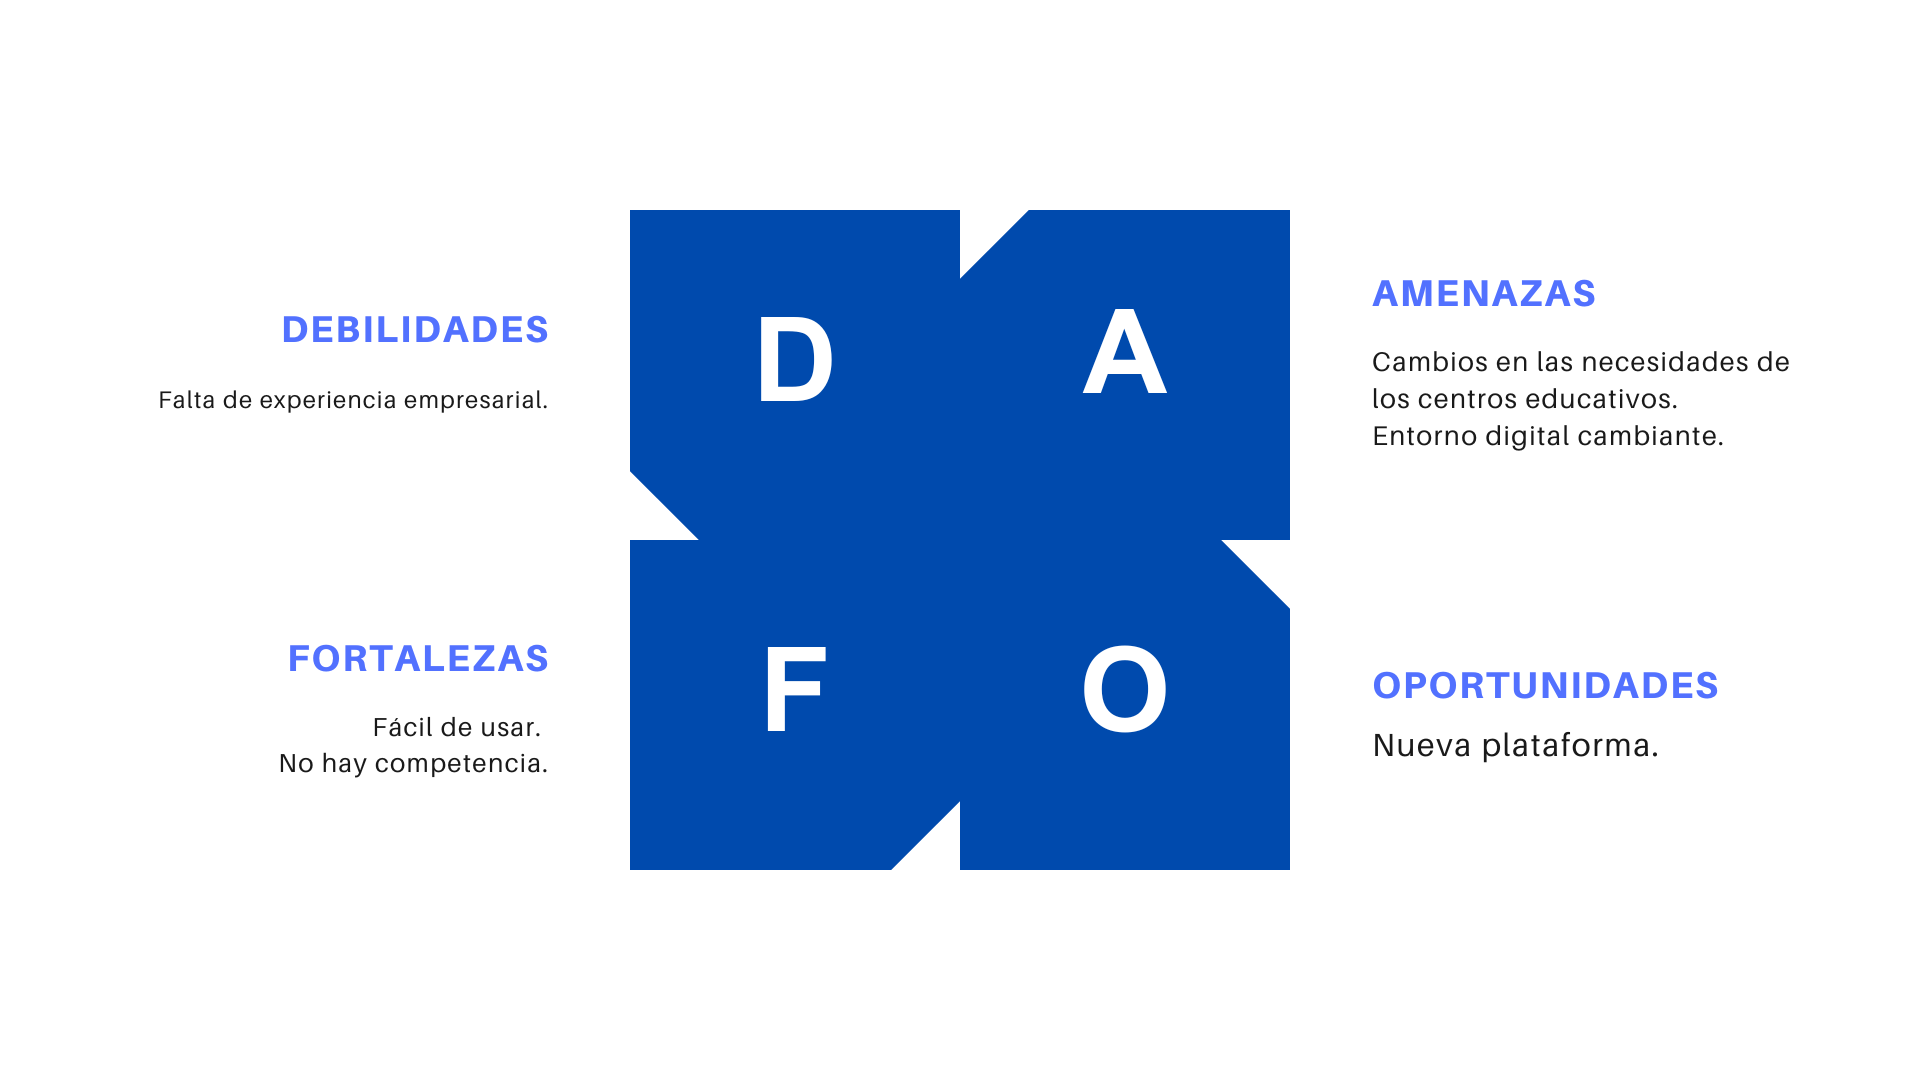 DEBILIDADES
Falta de experiencia empresarial.
D
A
AMENAZAS
Cambios en las necesidades de
los centros educativos.
Entorno digital cambiante.
FORTALEZAS
Fácil de usar.
No hay competencia.
F
O
OPORTUNIDADES
Nueva plataforma.